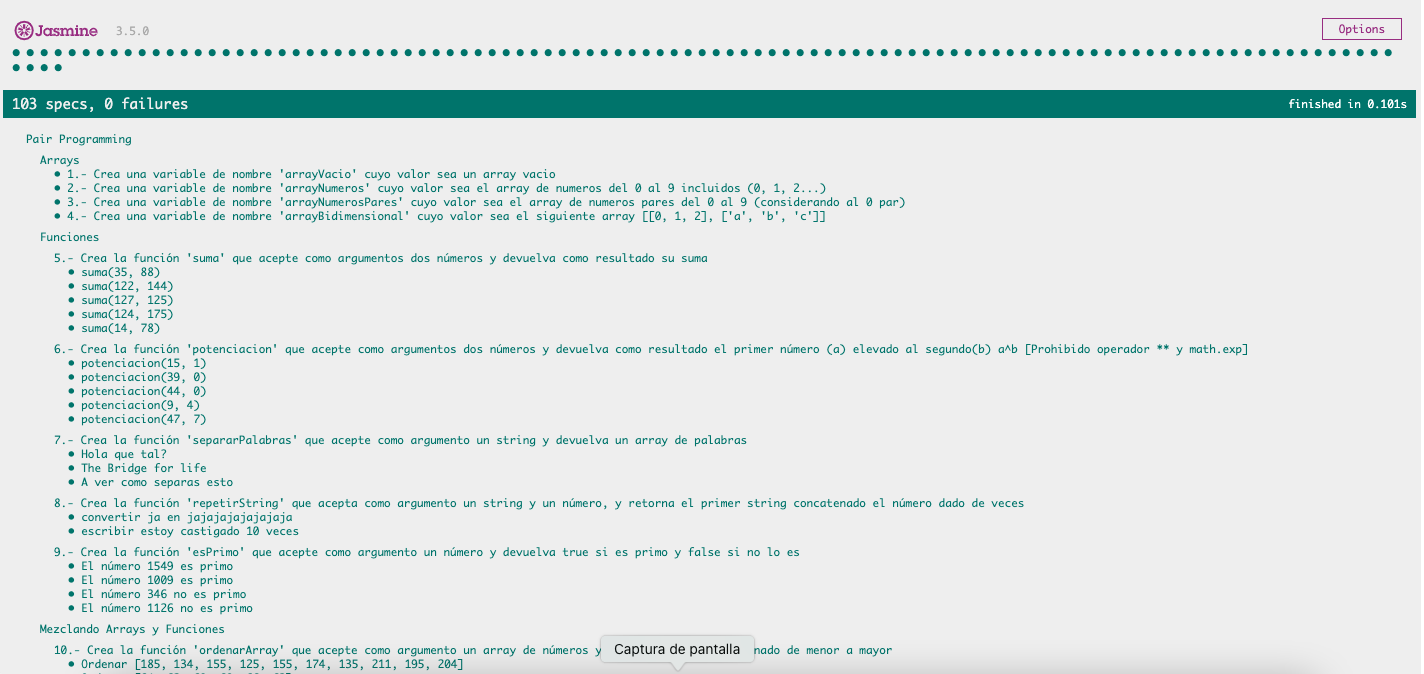 Jasmine 3.5.0 Options
103 specs, 0 failures finished in 0.101s
Pair Programming
Arrays
• 1.- Crea una variable de nombre 'arrayVacio' cuyo valor sea un array vacio
• 2.- Crea una variable de nombre 'arrayNumeros' cuyo valor sea el array de numeros del 0 al 9 incluidos (0, 1, 2...)
• 3.- Crea una variable de nombre 'arrayNumerosPares' cuyo valor sea el array de numeros pares del 0 al 9 (considerando al 0 par)
• 4.- Crea una variable de nombre 'arrayBidimensional' cuyo valor sea el siguiente array [[0, 1, 2], ['a', 'b', 'c']]
Funciones
5.- Crea la función 'suma' que acepte como argumentos dos números y devuelva como resultado su suma
• suma(35, 88)
• suma(122, 144)
• suma(127, 125)
• suma(124, 175)
• suma(14, 78)
6.- Crea la función 'potenciacion' que acepte como argumentos dos números y devuelva como resultado el primer número (a) elevado al segundo(b) a^b [Prohibido operador ** y math.exp]
• potenciacion(15, 1)
• potenciacion(39, 0)
• potenciacion(44, 0)
• potenciacion(9, 4)
• potenciacion(47, 7)
7.- Crea la función 'separarPalabras' que acepte como argumento un string y devuelva un array de palabras
• Hola que tal?
• The Bridge for life
• A ver como separas esto
8.- Crea la función 'repetirString' que acepta como argumento un string y un número, y retorna el primer string concatenado el número dado de veces
• convertir ja en jajajajajajajaja
• escribir estoy castigado 10 veces
9.- Crea la función 'esPrimo' que acepte como argumento un número y devuelva true si es primo y false si no lo es
• El número 1549 es primo
• El número 1009 es primo
• El número 346 no es primo
• El número 1126 no es primo
Mezclando Arrays y Funciones
10.- Crea la función 'ordenarArray' que acepte como argumento un array de números y nado de menor a mayor
Captura de pantalla
• Ordenar [185, 134, 155, 125, 155, 174, 135, 211, 195, 204]